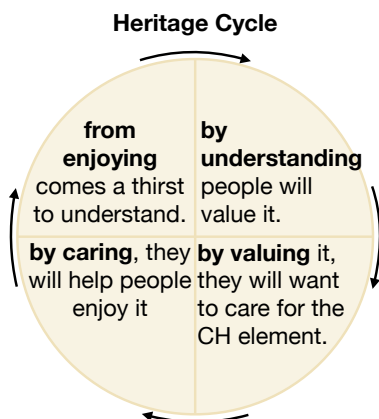 Heritage Cycle
from
enjoying
comes a thirst
to understand.
by
understanding
people will
value it.
by valuing it,
they will want
to care for the
CH element.
by caring, they
will help people
enjoy it